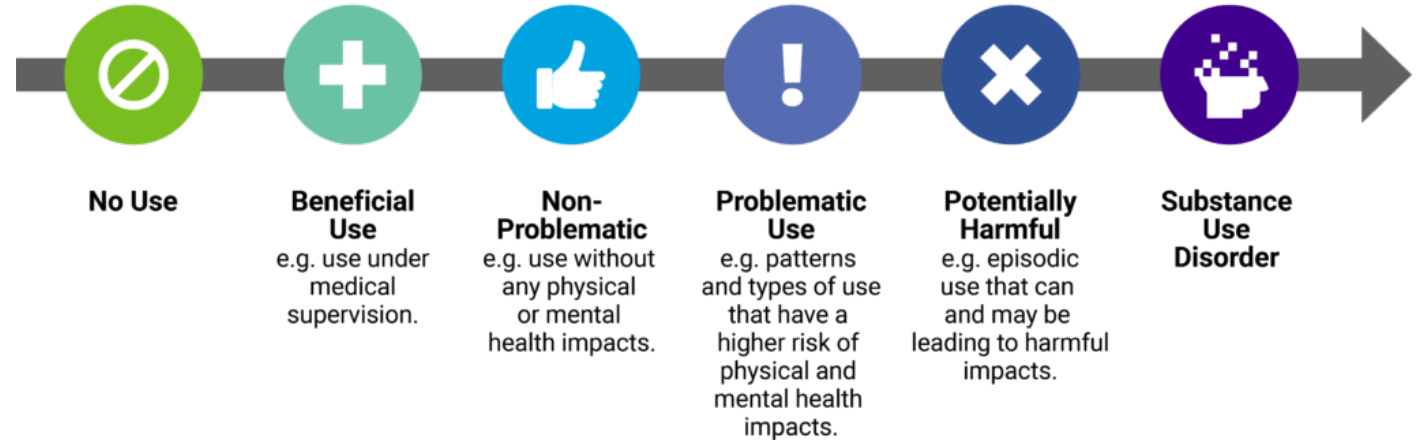 No Use
Beneficial
Use
e.g. use under
medical
supervision.
Non-
Problematic
e.g. use without
any physical
or mental
health impacts.
Problematic
Use
e.g. patterns
and types of use
that have a
higher risk of
physical and
mental health
impacts.
Potentially
Harmful
e.g. episodic
use that can
and may be
leading to harmful
impacts.
Substance
Use
Disorder